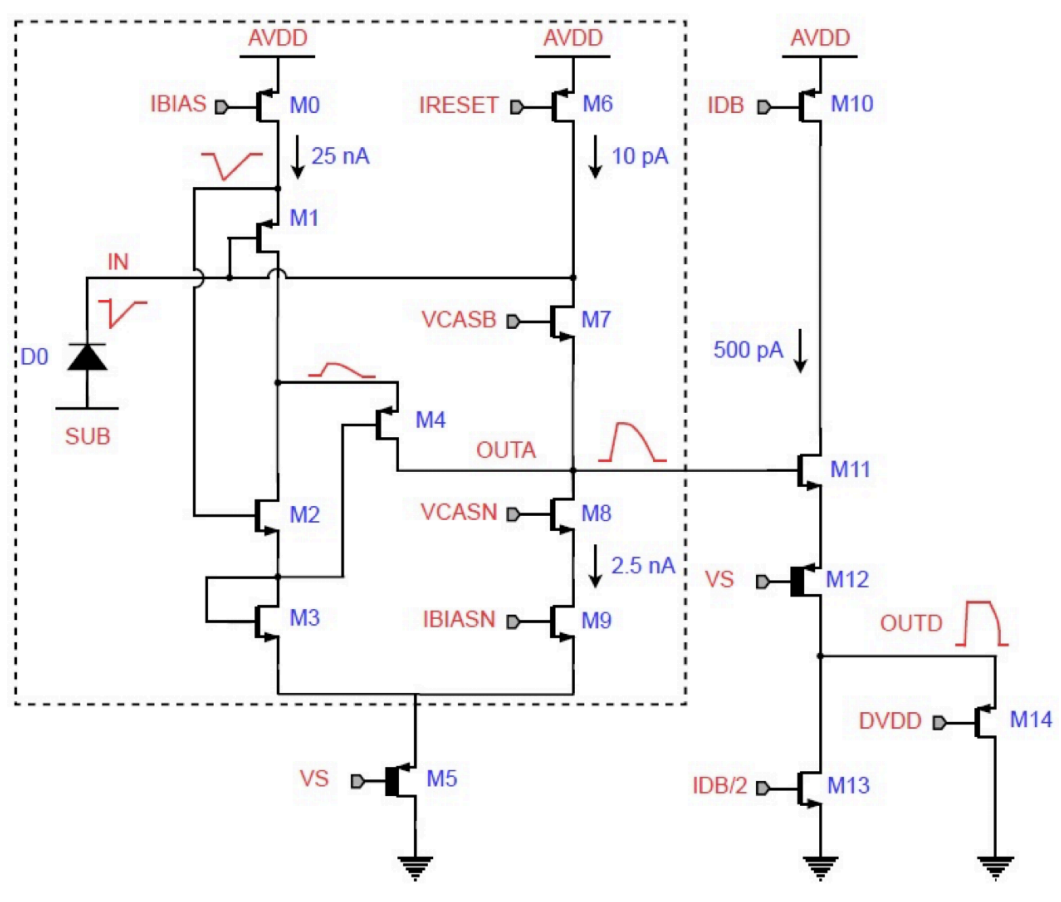 AVDD
AVDD
AVDD
IBIAS
M0
IRESET
M6
IDB
M10
25 nA
10 pA
M1
IN
VCASB
M7
D0
500 pA
SUB
M4
OUTA
M11
M2
VCASN
M8
2.5 nA
VS
M12
M3
IBIASN
M9
OUTD
DVDD
M14
VS
M5
IDB/2
M13